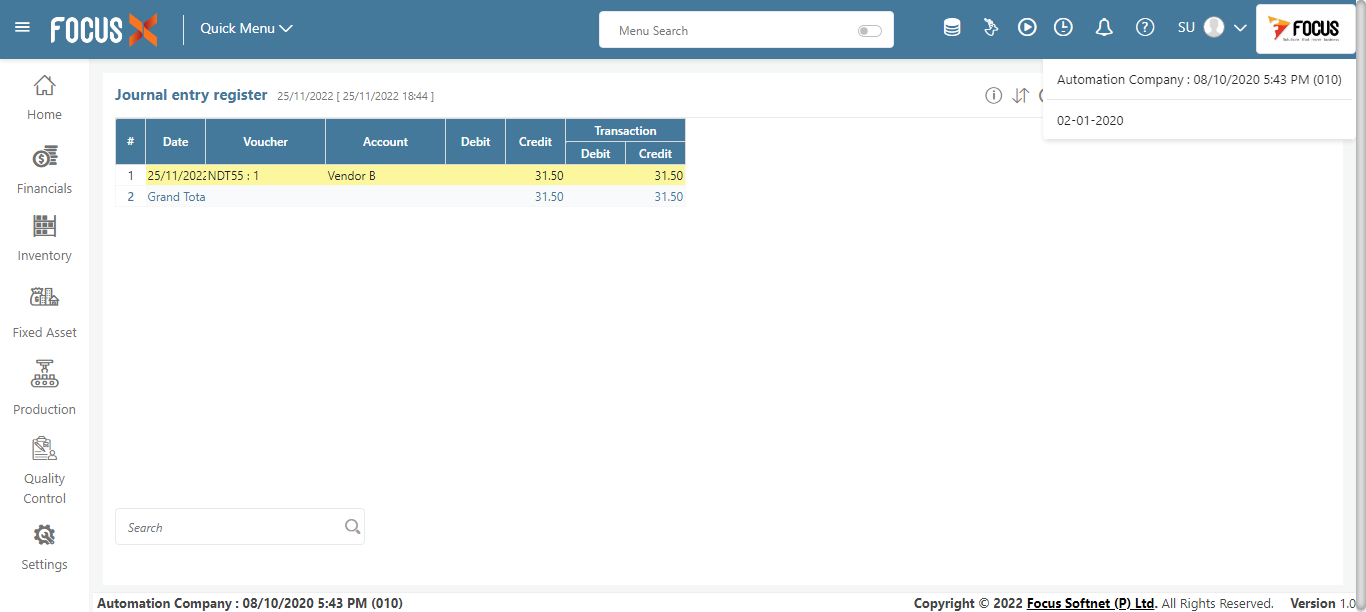 FOCUS X
Quick Menu
Menu Search
SU
FOCUS
Automation Company : 08/10/2020 5:43 PM (010)
02-01-2020
Home
Financials
Inventory
Fixed Asset
Production
Quality
Control
Settings
Journal entry register 25/11/2022 [ 25/11/2022 18:44 ]
# Date Voucher Account Debit Credit Transaction
Debit Credit
1 25/11/2022 NDT55 : 1 Vendor B 31.50 31.50
2 Grand Tota 31.50 31.50
Search
Automation Company : 08/10/2020 5:43 PM (010)
Copyright © 2022 Focus Softnet (P) Ltd. All Rights Reserved. Version 1.0